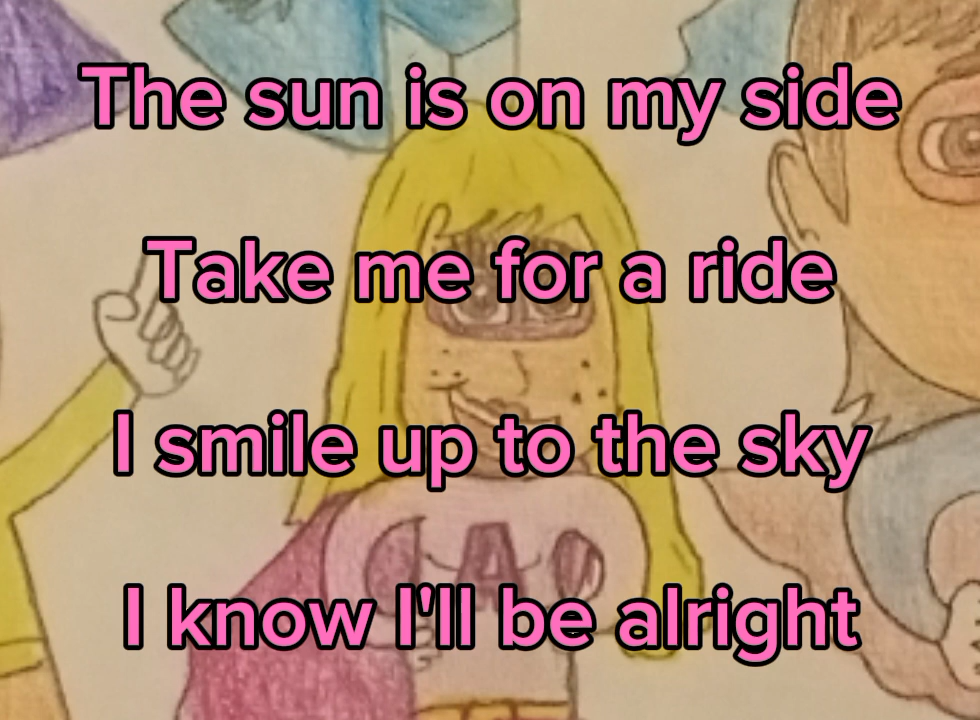 The sun is on my side
Take me for a ride
I smile up to the sky
I know I'll be alright